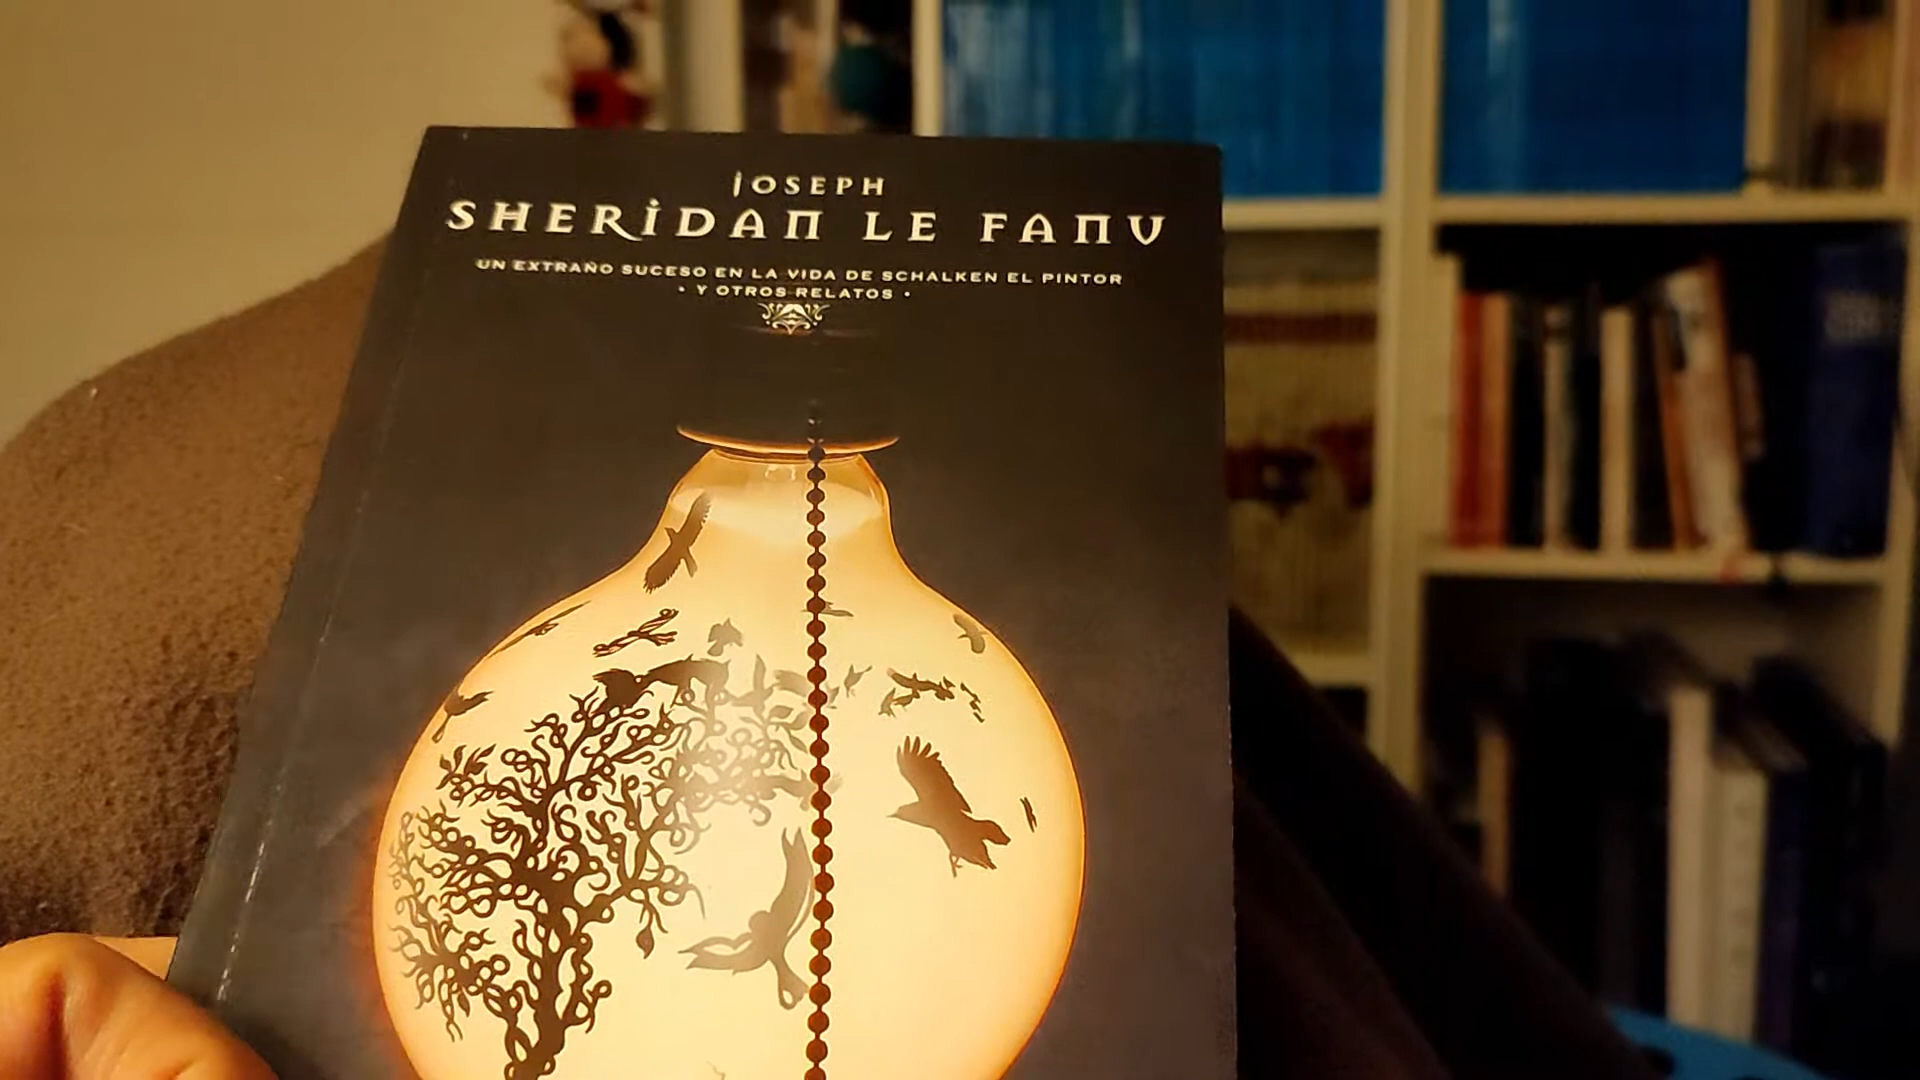 JOSEPH
SHERIDAN LE FANU
UN EXTRAÑO SUCESO EN LA VIDA DE SCHALKEN EL PINTOR
· Y OTROS RELATOS ·